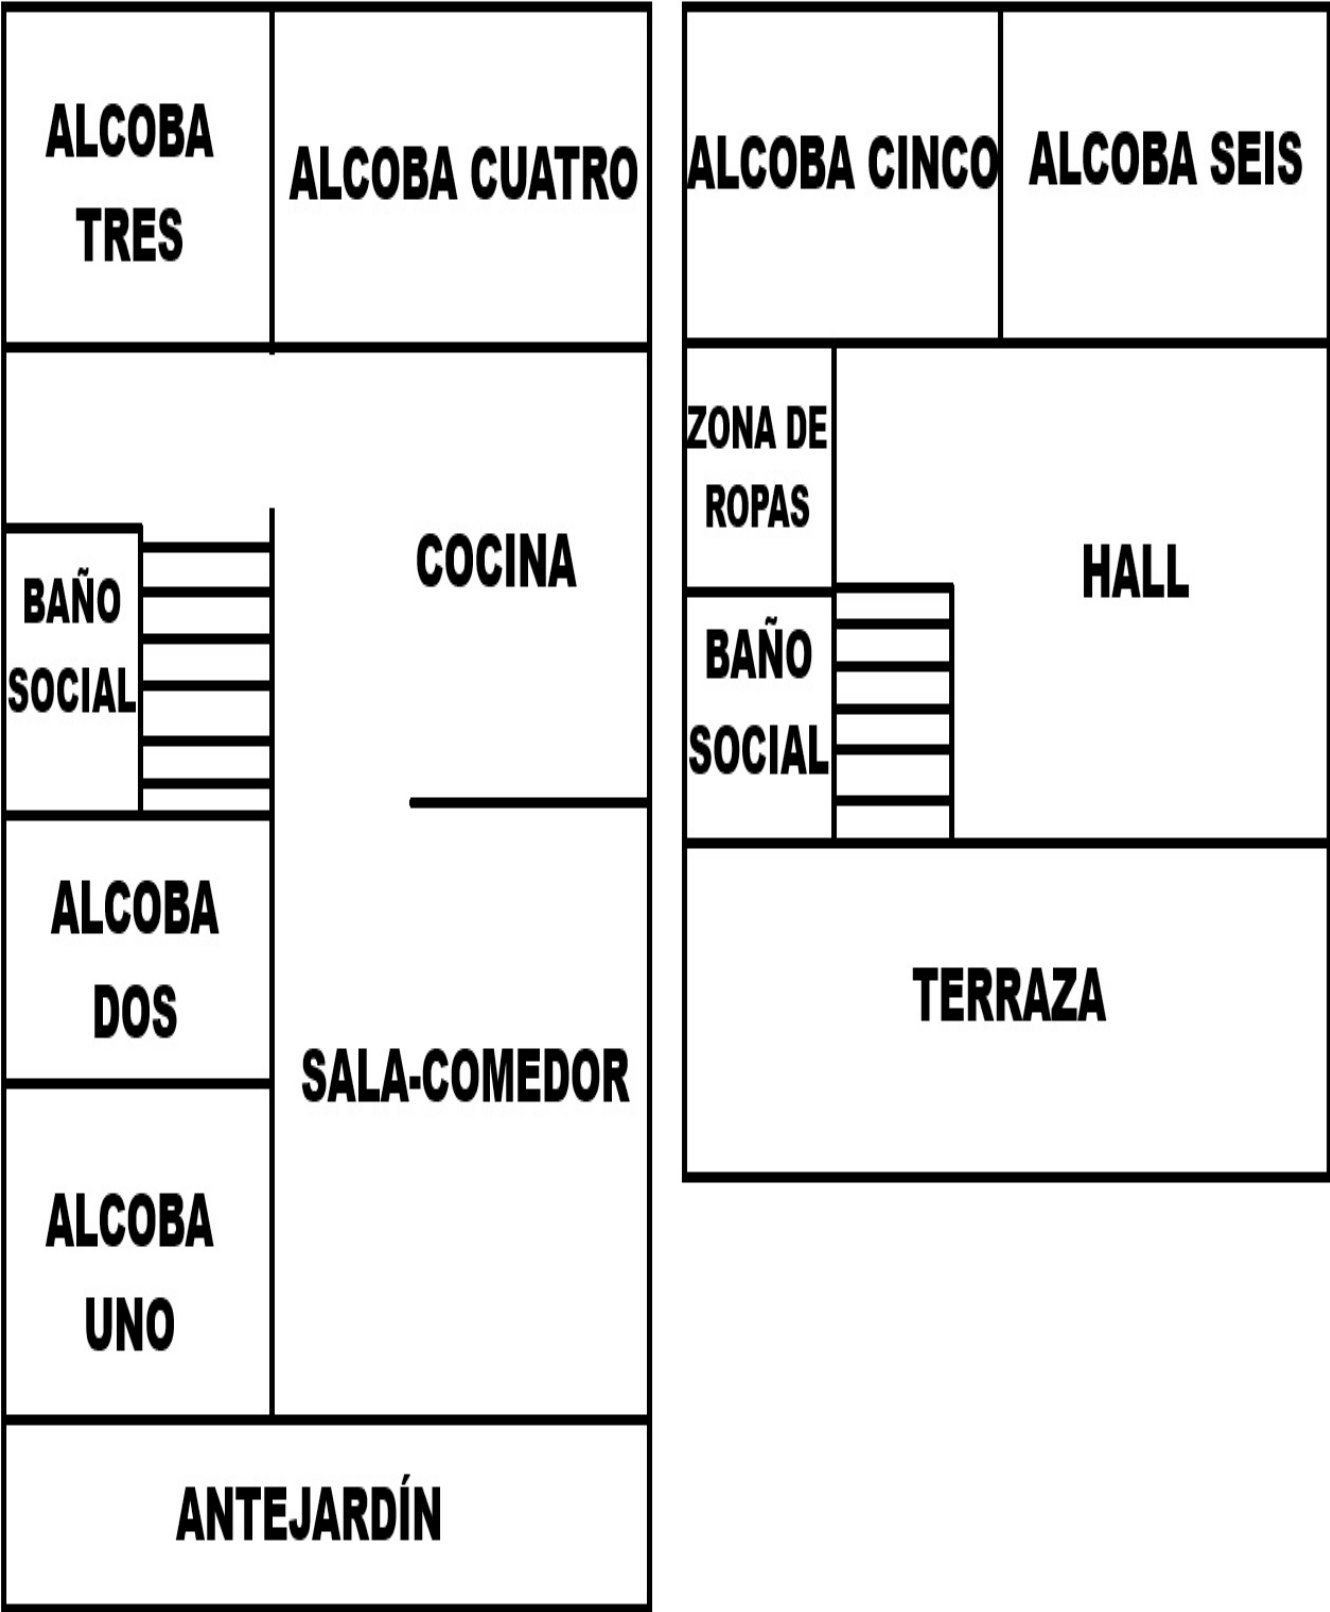 ALCOBA
TRES
ALCOBA CUATRO
COCINA
BAÑO
SOCIAL
ALCOBA
DOS
SALA-COMEDOR
ALCOBA
UNO
ANTEJARDÍN
ALCOBA CINCO
ALCOBA SEIS
ZONA DE
ROPAS
HALL
BAÑO
SOCIAL
TERRAZA